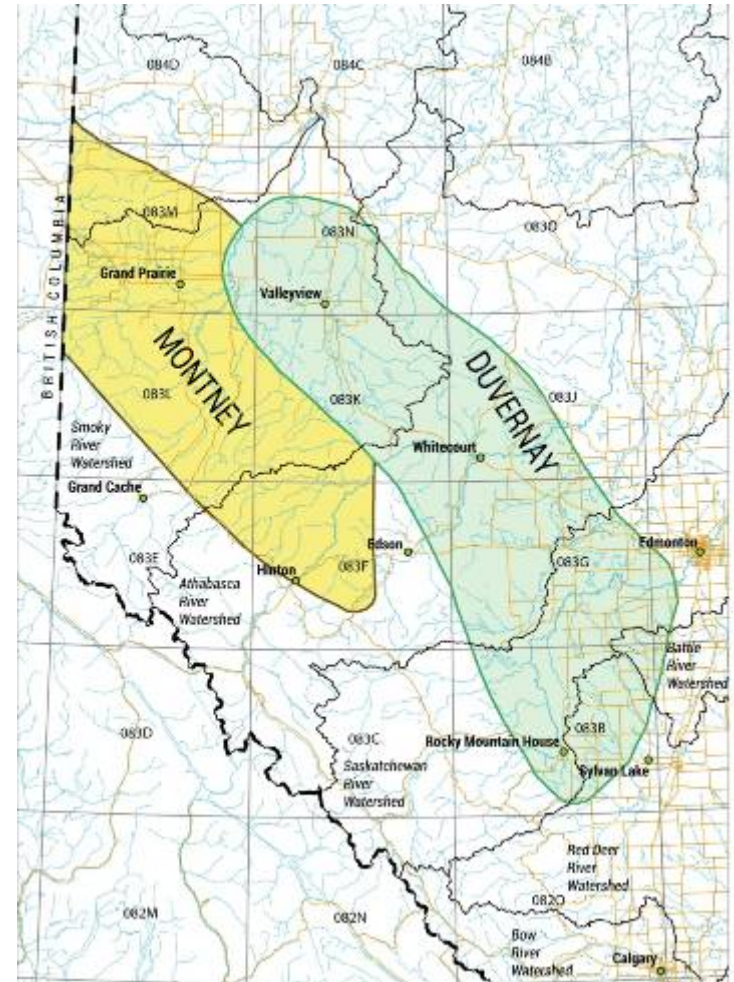 084D
084C
084B
BRITISH COLUMBIA
083M
083N
083O
Grand Prairie
Valleyview
MONTNEY
DUVERNAY
083L
083K
083J
Smoky
River
Watershed
Whitecourt
Grand Cache
Edson
Edmonton
083E
Hinton
083F
083G
Athabasca
River
Watershed
Battle
River
Watershed
083D
083C
Rocky Mountain House
083B
Saskatchewan
River
Watershed
Sylvan Lake
Red Deer
River
Watershed
082M
082N
082O
Bow
River
Watershed
Calgary